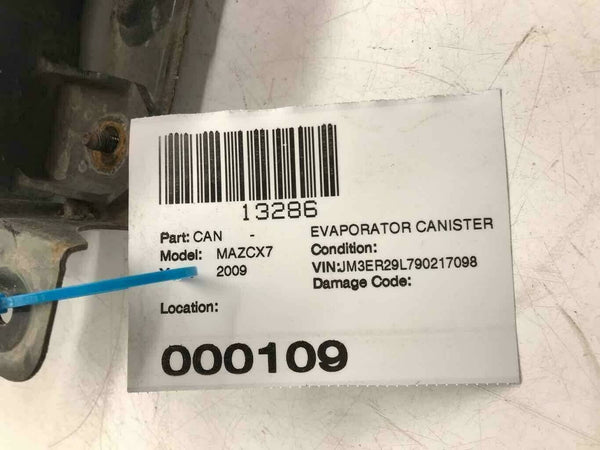 13286
Part: CAN - EVAPORATOR CANISTER
Model: MAZCX7 Condition:
2009 VIN:JM3ER29L790217098
Damage Code:
Location:
000109